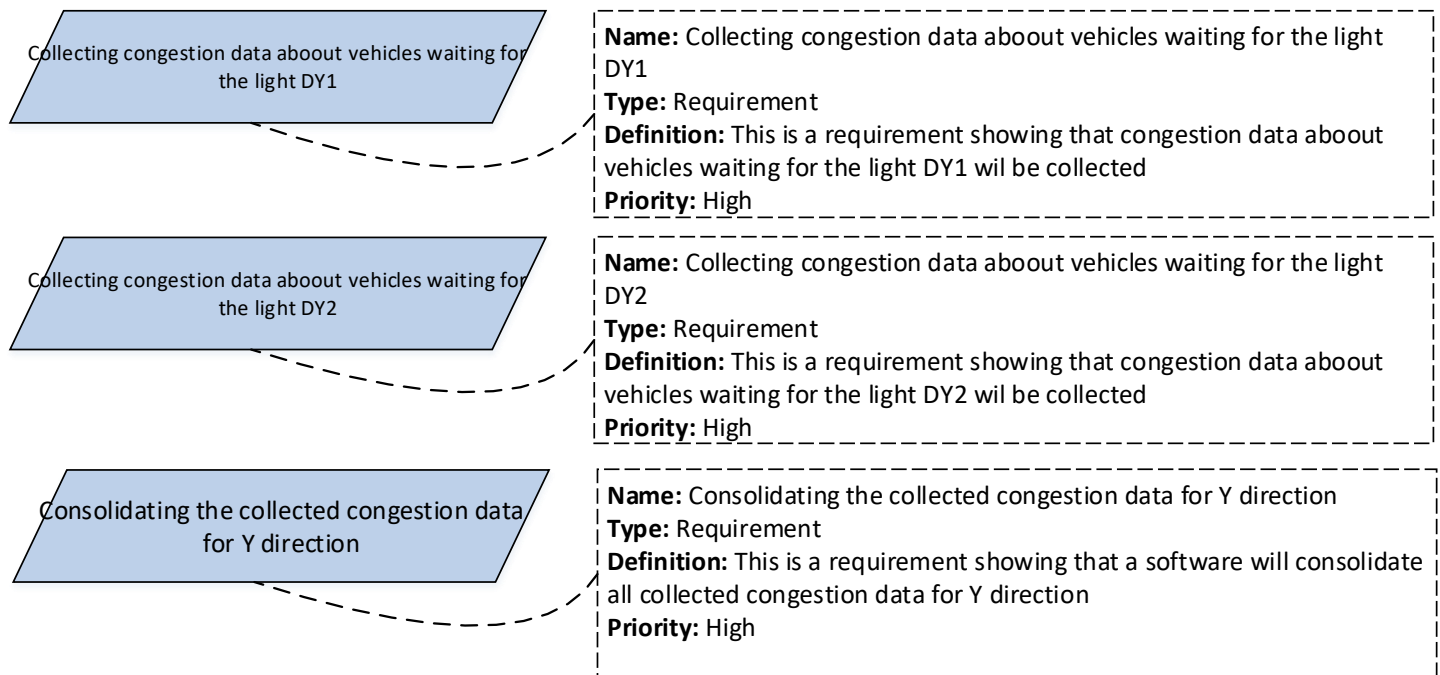 Collecting congestion data aboout vehicles waiting for
the light DY1
Name: Collecting congestion data aboout vehicles waiting for the light
DY1
Type: Requirement
Definition: This is a requirement showing that congestion data aboout
vehicles waiting for the light DY1 wil be collected
Priority: High
Collecting congestion data aboout vehicles waiting for
the light DY2
Name: Collecting congestion data aboout vehicles waiting for the light
DY2
Type: Requirement
Definition: This is a requirement showing that congestion data aboout
vehicles waiting for the light DY2 wil be collected
Priority: High
Consolidating the collected congestion data
for Y direction
Name: Consolidating the collected congestion data for Y direction
Type: Requirement
Definition: This is a requirement showing that a software will consolidate
all collected congestion data for Y direction
Priority: High